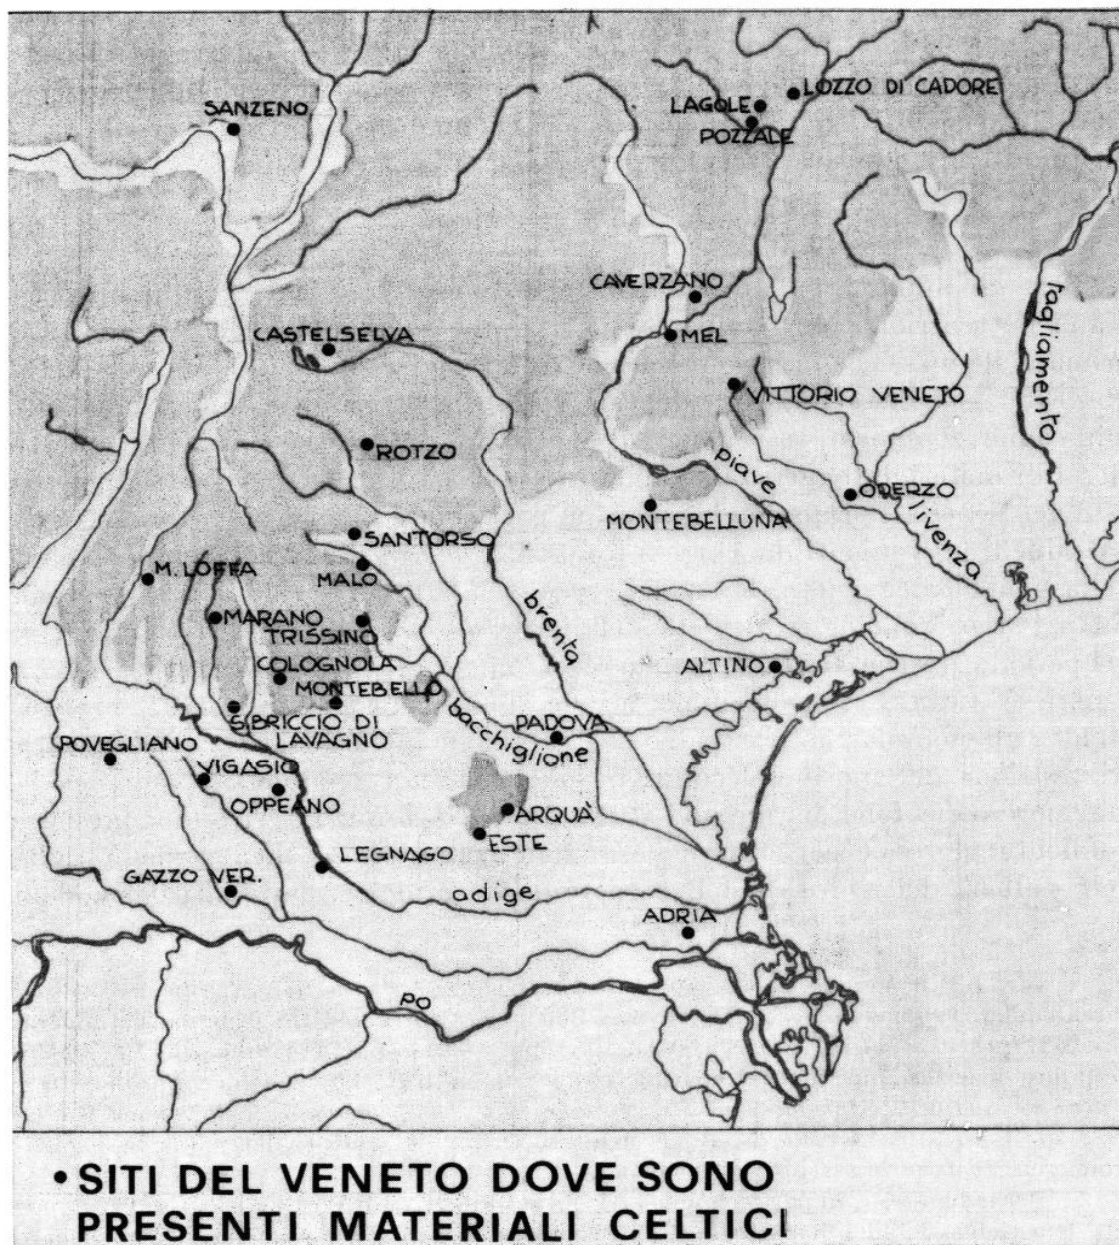 SANZENO
LAGOLE
LOZZO DI CADORE
POZZALE
CAVERZANO
MEL
CASTELSELVA
VITTORIO VENETO
Tagliamento
ROTZO
piave
ODERZO
livenza
MONTEBELLUNA
SANTORSO
MALO
M. LOFFA
MARANO
TRISSINO
brenta
COLOGNOLA
MONTEBELLO
ALTINO
S. BRICCIO DI
LAVAGNO
bacchiglione
PADOVA
POVEGLIANO
VIGASIO
OPPEANO
ARQUÀ
ESTE
LEGNAGO
GAZZO VER.
adige
ADRIA
PO
• SITI DEL VENETO DOVE SONO
PRESENTI MATERIALI CELTICI